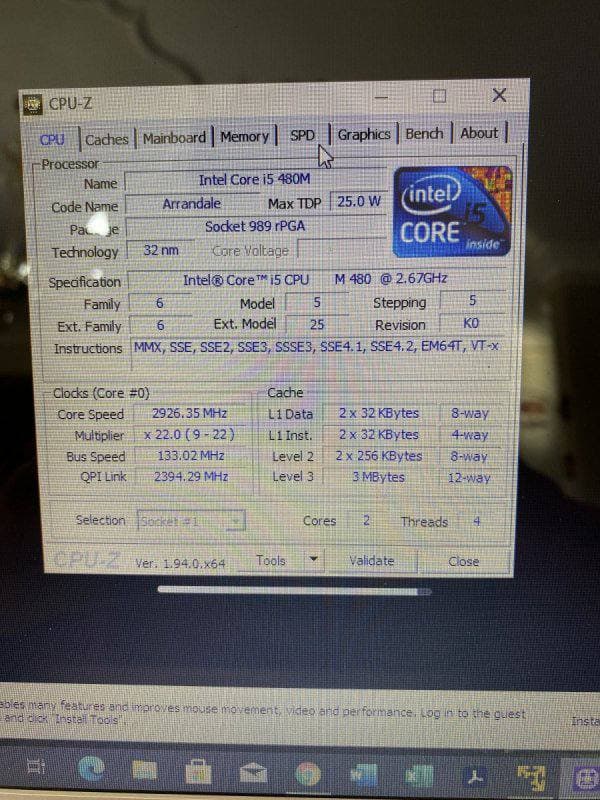 CPU-Z
CPU Caches Mainboard Memory SPD Graphics Bench About
Processor
Name Intel Core i5 480M
Code Name Arrandale Max TDP 25.0 W
Socket 989 rPGA
Technology 32 nm Core Voltage
intel i5 CORE inside™
Specification Intel® Core™ i5 CPU M 480 @ 2.67GHz
Family 6 Model 5 Stepping 5
Ext. Family 6 Ext. Model 25 Revision K0
Instructions MMX, SSE, SSE2, SSE3, SSSE3, SSE4.1, SSE4.2, EM64T, VT-x
Clocks (Core #0) Cache
Core Speed 2926.35 MHz L1 Data 2 x 32 KBytes 8-way
Multiplier x 22.0 ( 9 - 22 ) L1 Inst. 2 x 32 KBytes 4-way
Bus Speed 133.02 MHz Level 2 2 x 256 KBytes 8-way
QPI Link 2394.29 MHz Level 3 3 MBytes 12-way
Selection Socket #1 Cores 2 Threads 4
CPU-Z Ver. 1.94.0.x64 Tools Validate Close
many features and improves mouse movement, video and performance. Log in to the guest
and click "Install Tools".